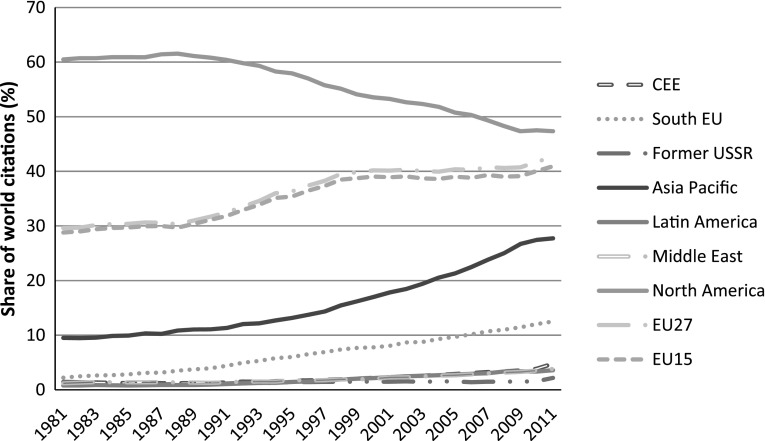 Share of world citations (%)
70
60
50
40
30
20
10
0
1981
1983
1985
1987
1989
1991
1993
1995
1997
1999
2001
2003
2005
2007
2009
2011
CEE
South EU
Former USSR
Asia Pacific
Latin America
Middle East
North America
EU27
EU15